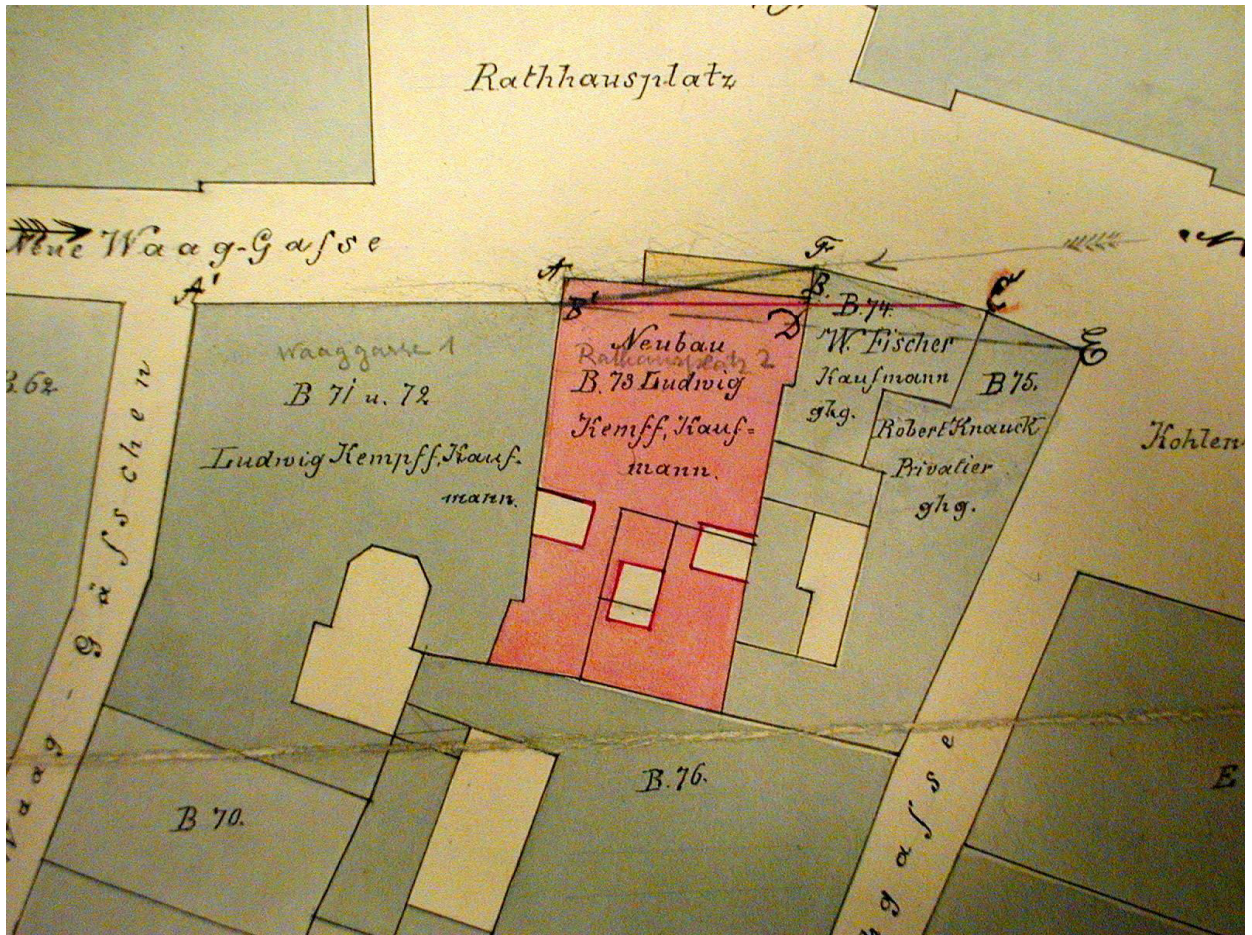 Rathhausplatz
Neue Waag-Gasse
A'
A
F
B'
B.
D
C
E
B. 62
Waaggasse 1
B 71 u. 72
Ludwig Kempff, Kauf-
mann.
Neubau
Rathausplatz 2
B. 73 Ludwig
Kemff, Kauf-
mann.
B. 74.
W. Fischer
Kaufmann
ghg.
B 75.
Robert Knauck
Privatier
ghg.
Kohlen-
Waag-gässchen
B 70.
B. 76.
gasse
E